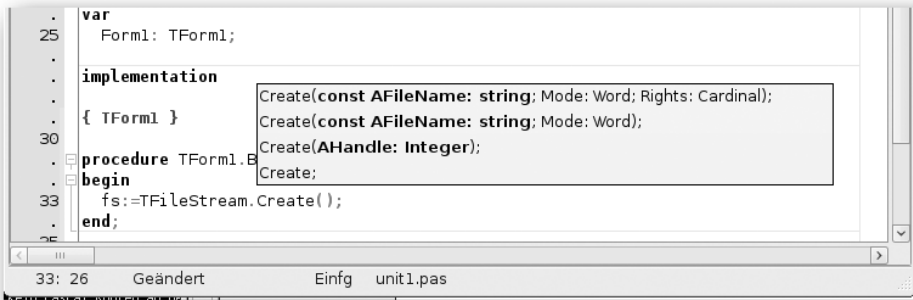 var
25 Form1: TForm1;
implementation
Create(const AFileName: string; Mode: Word; Rights: Cardinal);
{ TForm1 }
Create(const AFileName: string; Mode: Word);
30
Create(AHandle: Integer);
procedure TForm1.B
Create;
begin
33 fs:=TFileStream.Create();
end;
33: 26 Geändert Einfg unit1.pas